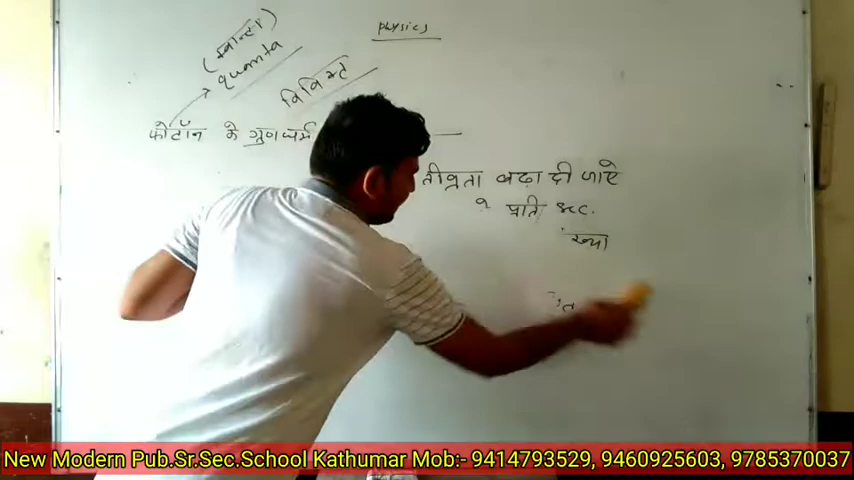 physics
(क्वान्टा)
quanta
विविक्ट
फोटॉन के गुणधर्म
तीव्रता बढ़ा दी जाऐ
प्रति sec.
ख्या
New Modern Pub.Sr.Sec.School Kathumar Mob:- 9414793529, 9460925603, 9785370037